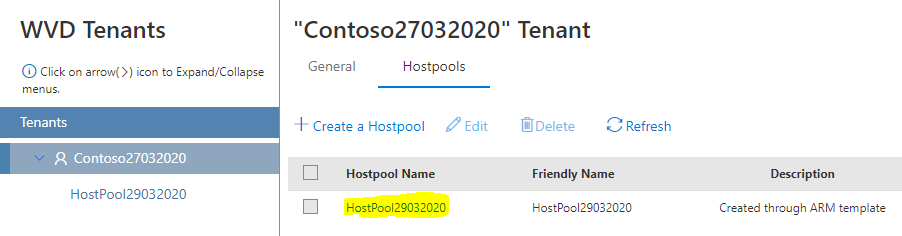 WVD Tenants
Click on arrow(>) icon to Expand/Collapse
menus.
Tenants
Contoso27032020
HostPool29032020
"Contoso27032020" Tenant
General Hostpools
Create a Hostpool Edit Delete Refresh
Hostpool Name Friendly Name Description
HostPool29032020 HostPool29032020 Created through ARM template